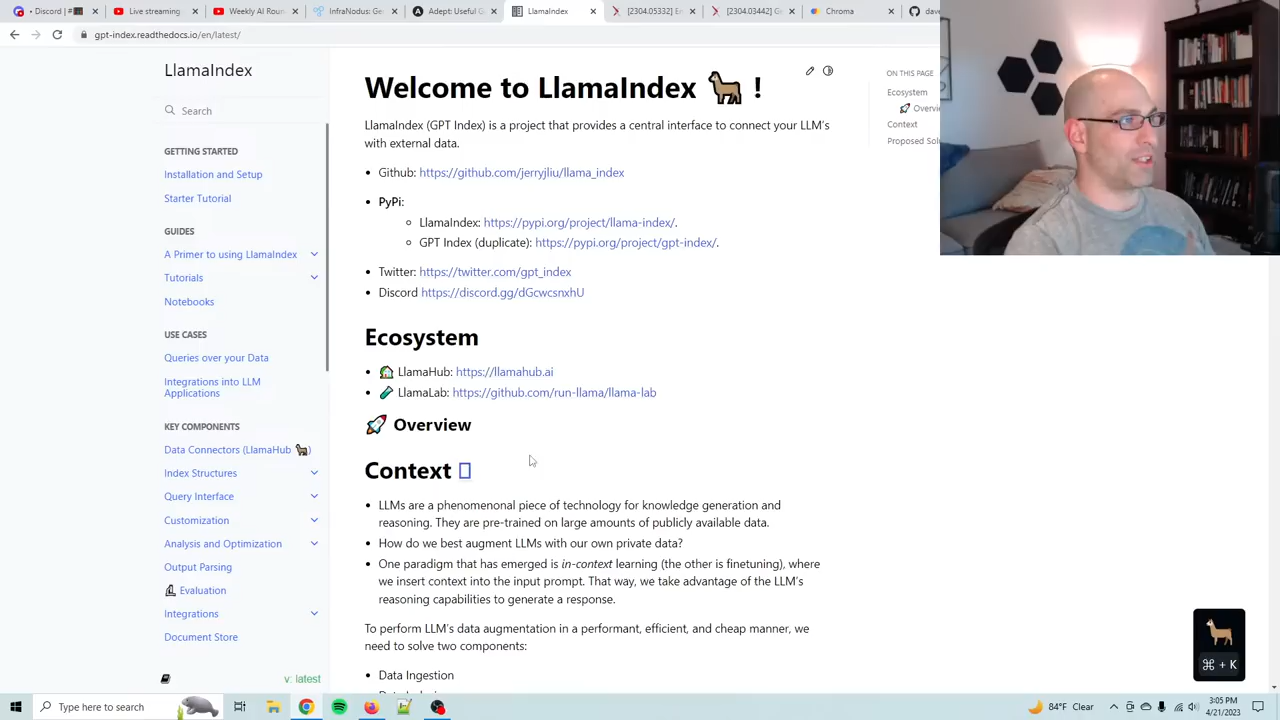 Discord | #
Live streaming
Weekly AI Roun
InfraNodus: Ge
Adept Useful G
LlamaIndex
[2304.05332] E
[2304.03442] G
Chroma
dave
gpt-index.readthedocs.io/en/latest/
LlamaIndex
Search
GETTING STARTED
Installation and Setup
Starter Tutorial
GUIDES
A Primer to using LlamaIndex
Tutorials
Notebooks
USE CASES
Queries over your Data
Integrations into LLM
Applications
KEY COMPONENTS
Data Connectors (LlamaHub 🦙)
Index Structures
Query Interface
Customization
Analysis and Optimization
Output Parsing
🔬 Evaluation
Integrations
Document Store
v: latest
Welcome to LlamaIndex 🦙 !
LlamaIndex (GPT Index) is a project that provides a central interface to connect your LLM's
with external data.
• Github: https://github.com/jerryjliu/llama_index
• PyPi:
◦ LlamaIndex: https://pypi.org/project/llama-index/.
◦ GPT Index (duplicate): https://pypi.org/project/gpt-index/.
• Twitter: https://twitter.com/gpt_index
• Discord https://discord.gg/dGcwcsnxhU
Ecosystem
• 🏡 LlamaHub: https://llamahub.ai
• 🧪 LlamaLab: https://github.com/run-llama/llama-lab
🚀 Overview
Context
• LLMs are a phenomenonal piece of technology for knowledge generation and
reasoning. They are pre-trained on large amounts of publicly available data.
• How do we best augment LLMs with our own private data?
• One paradigm that has emerged is in-context learning (the other is finetuning), where
we insert context into the input prompt. That way, we take advantage of the LLM's
reasoning capabilities to generate a response.
To perform LLM's data augmentation in a performant, efficient, and cheap manner, we
need to solve two components:
• Data Ingestion
ON THIS PAGE
Ecosystem
🚀 Overvi
Context
Proposed Sol
⌘ + K
Type here to search
84°F Clear
3:05 PM
4/21/2023